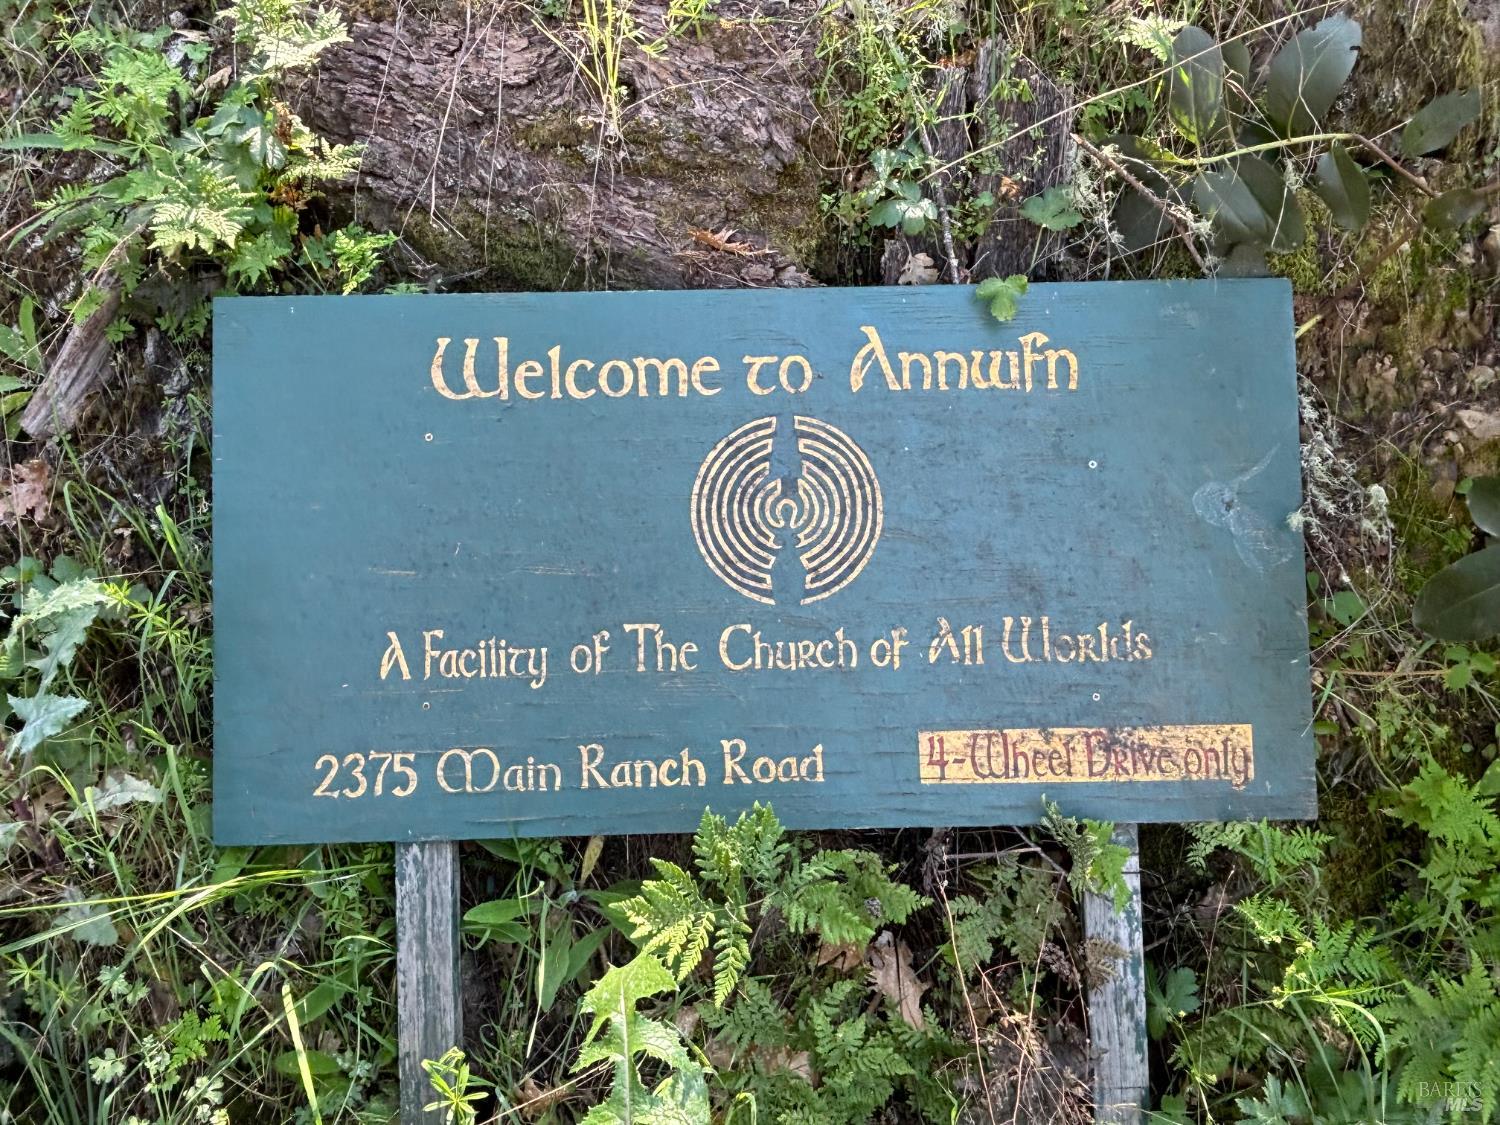 Welcome to Annwfn
A Facility of The Church of All Worlds
2375 Main Ranch Road
4-Wheel Drive only
BAREIS
MLS